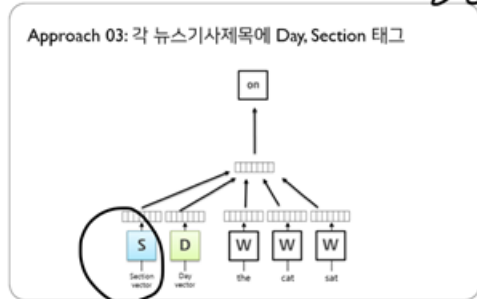 Approach 03: 각 뉴스기사제목에 Day, Section 태그
on
S D W W W
Section vector Day vector the cat sat